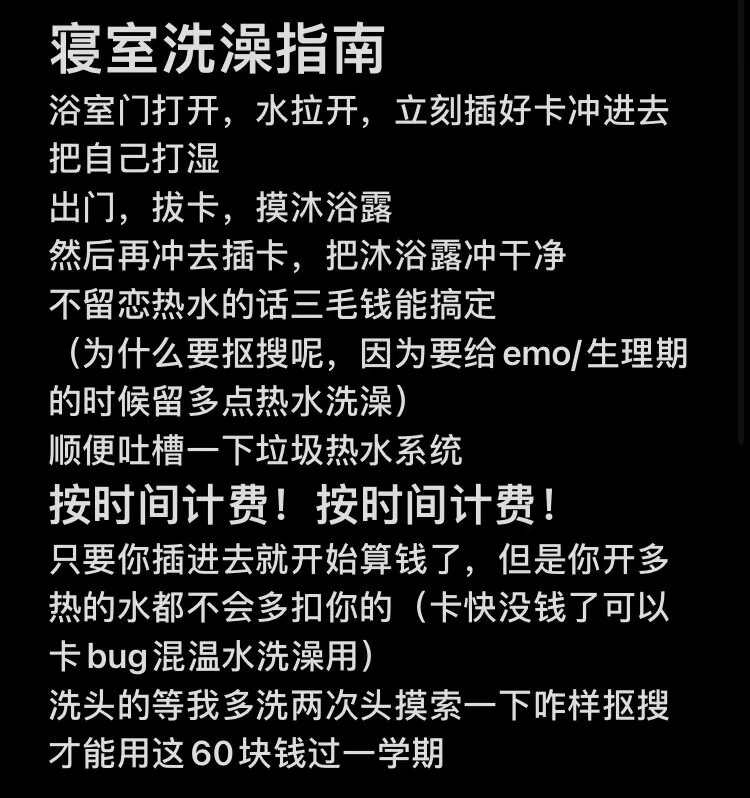 寝室洗澡指南
浴室门打开，水拉开，立刻插好卡冲进去
把自己打湿
出门，拔卡，摸沐浴露
然后再冲去插卡，把沐浴露冲干净
不留恋热水的话三毛钱能搞定
（为什么要抠搜呢，因为要给emo/生理期
的时候留多点热水洗澡）
顺便吐槽一下垃圾热水系统
按时间计费！按时间计费！
只要你插进去就开始算钱了，但是你开多
热的水都不会多扣你的（卡快没钱了可以
卡bug混温水洗澡用）
洗头的等我多洗两次头摸索一下咋样抠搜
才能用这60块钱过一学期